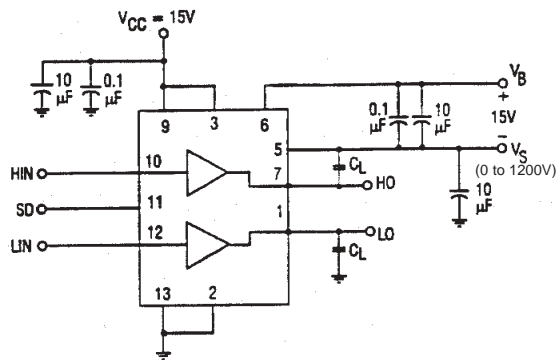 VCC = 15V
10 μF
0.1 μF
9
3
6
0.1 μF
10 μF
VB
+
15V
−
VS
(0 to 1200V)
5
CL
7
HO
10 μF
HIN
10
SD
11
1
LIN
12
LO
CL
13
2